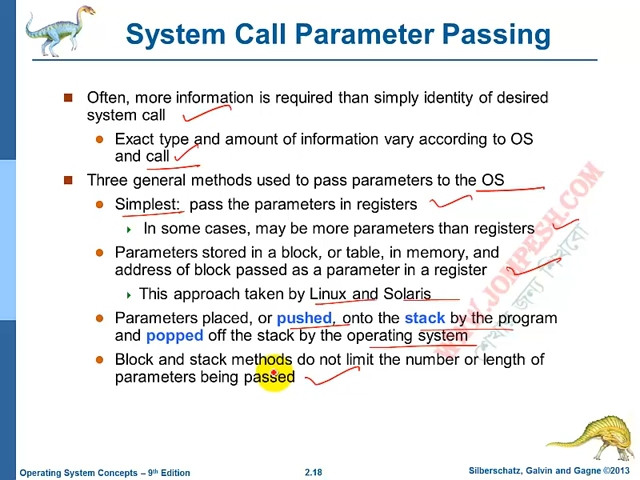 System Call Parameter Passing
Often, more information is required than simply identity of desired
system call
Exact type and amount of information vary according to OS
and call
Three general methods used to pass parameters to the OS
Simplest: pass the parameters in registers
In some cases, may be more parameters than registers
Parameters stored in a block, or table, in memory, and
address of block passed as a parameter in a register
This approach taken by Linux and Solaris
Parameters placed, or pushed, onto the stack by the program
and popped off the stack by the operating system
Block and stack methods do not limit the number or length of
parameters being passed
WWW.JOMPESH.COM
শেখ হোক জন্য শিখবো
Operating System Concepts – 9th Edition
2.18
Silberschatz, Galvin and Gagne ©2013